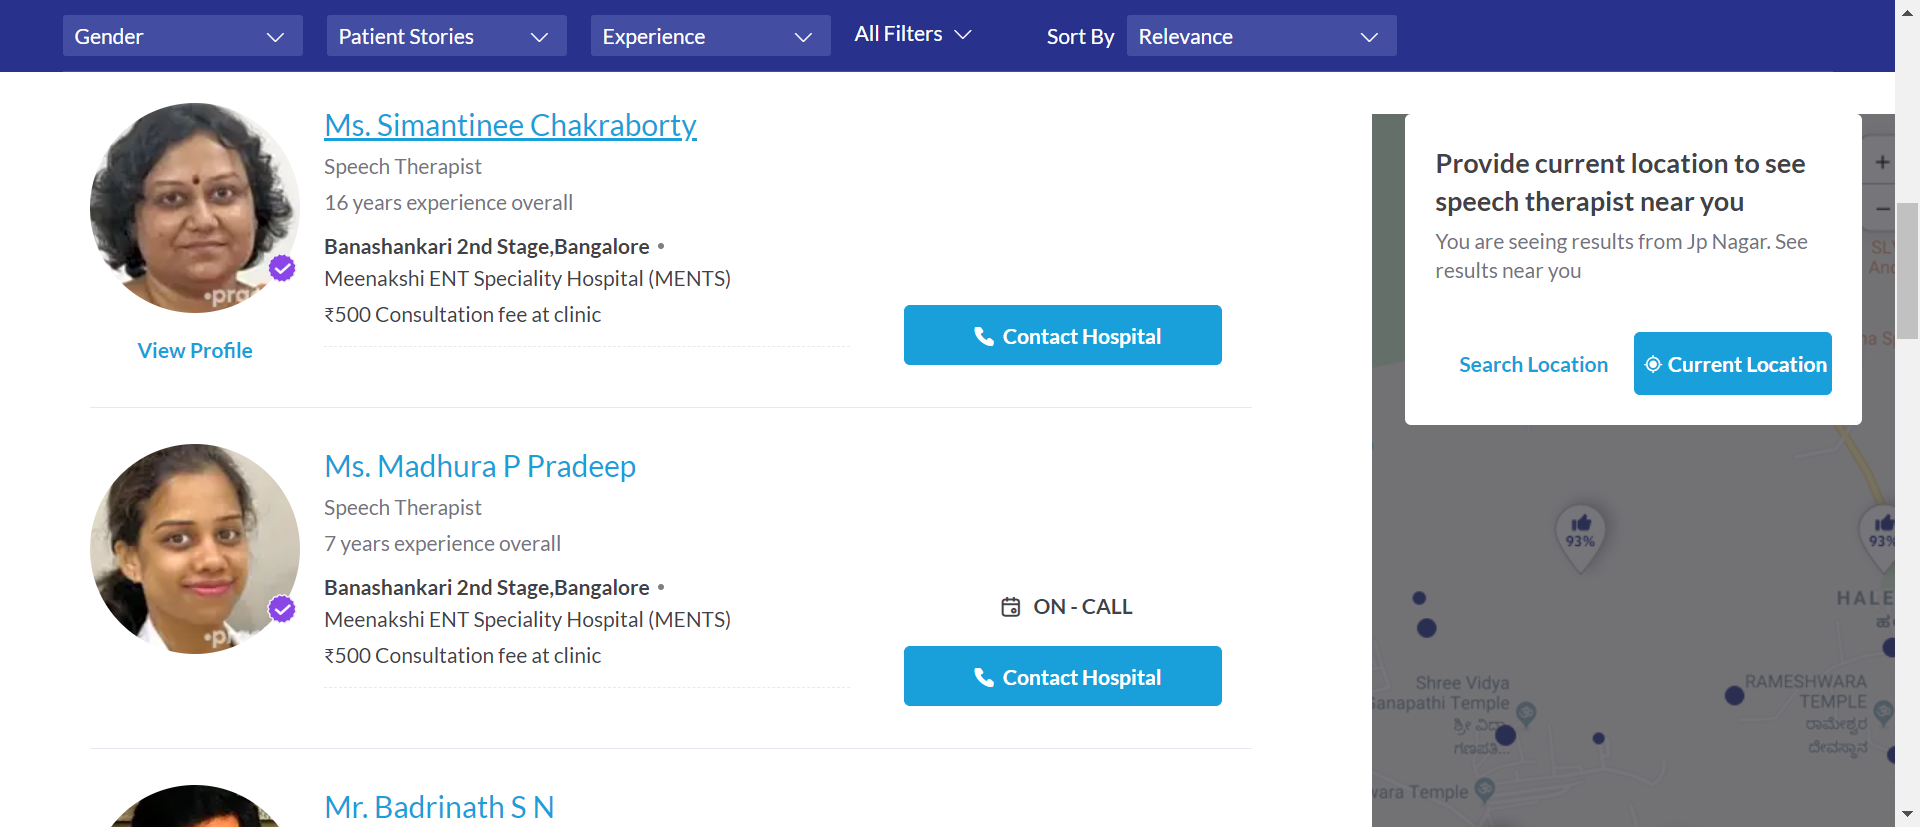 Gender
Patient Stories
Experience
All Filters
Sort By
Relevance
Ms. Simantinee Chakraborty
Speech Therapist
16 years experience overall
Banashankari 2nd Stage,Bangalore •
Meenakshi ENT Speciality Hospital (MENTS)
₹500 Consultation fee at clinic
View Profile
Contact Hospital
Ms. Madhura P Pradeep
Speech Therapist
7 years experience overall
Banashankari 2nd Stage,Bangalore •
Meenakshi ENT Speciality Hospital (MENTS)
₹500 Consultation fee at clinic
ON - CALL
Contact Hospital
Mr. Badrinath S N
Provide current location to see
speech therapist near you
You are seeing results from Jp Nagar. See
results near you
Search Location
Current Location
93%
93%
HALE
Shree Vidya
Ganapathi Temple
ಶ್ರೀ ವಿದ್ಯಾ
ಗಣಪತಿ...
RAMESHWARA
TEMPLE
ರಾಮೇಶ್ವರ
ದೇವಸ್ಥಾನ
wara Temple